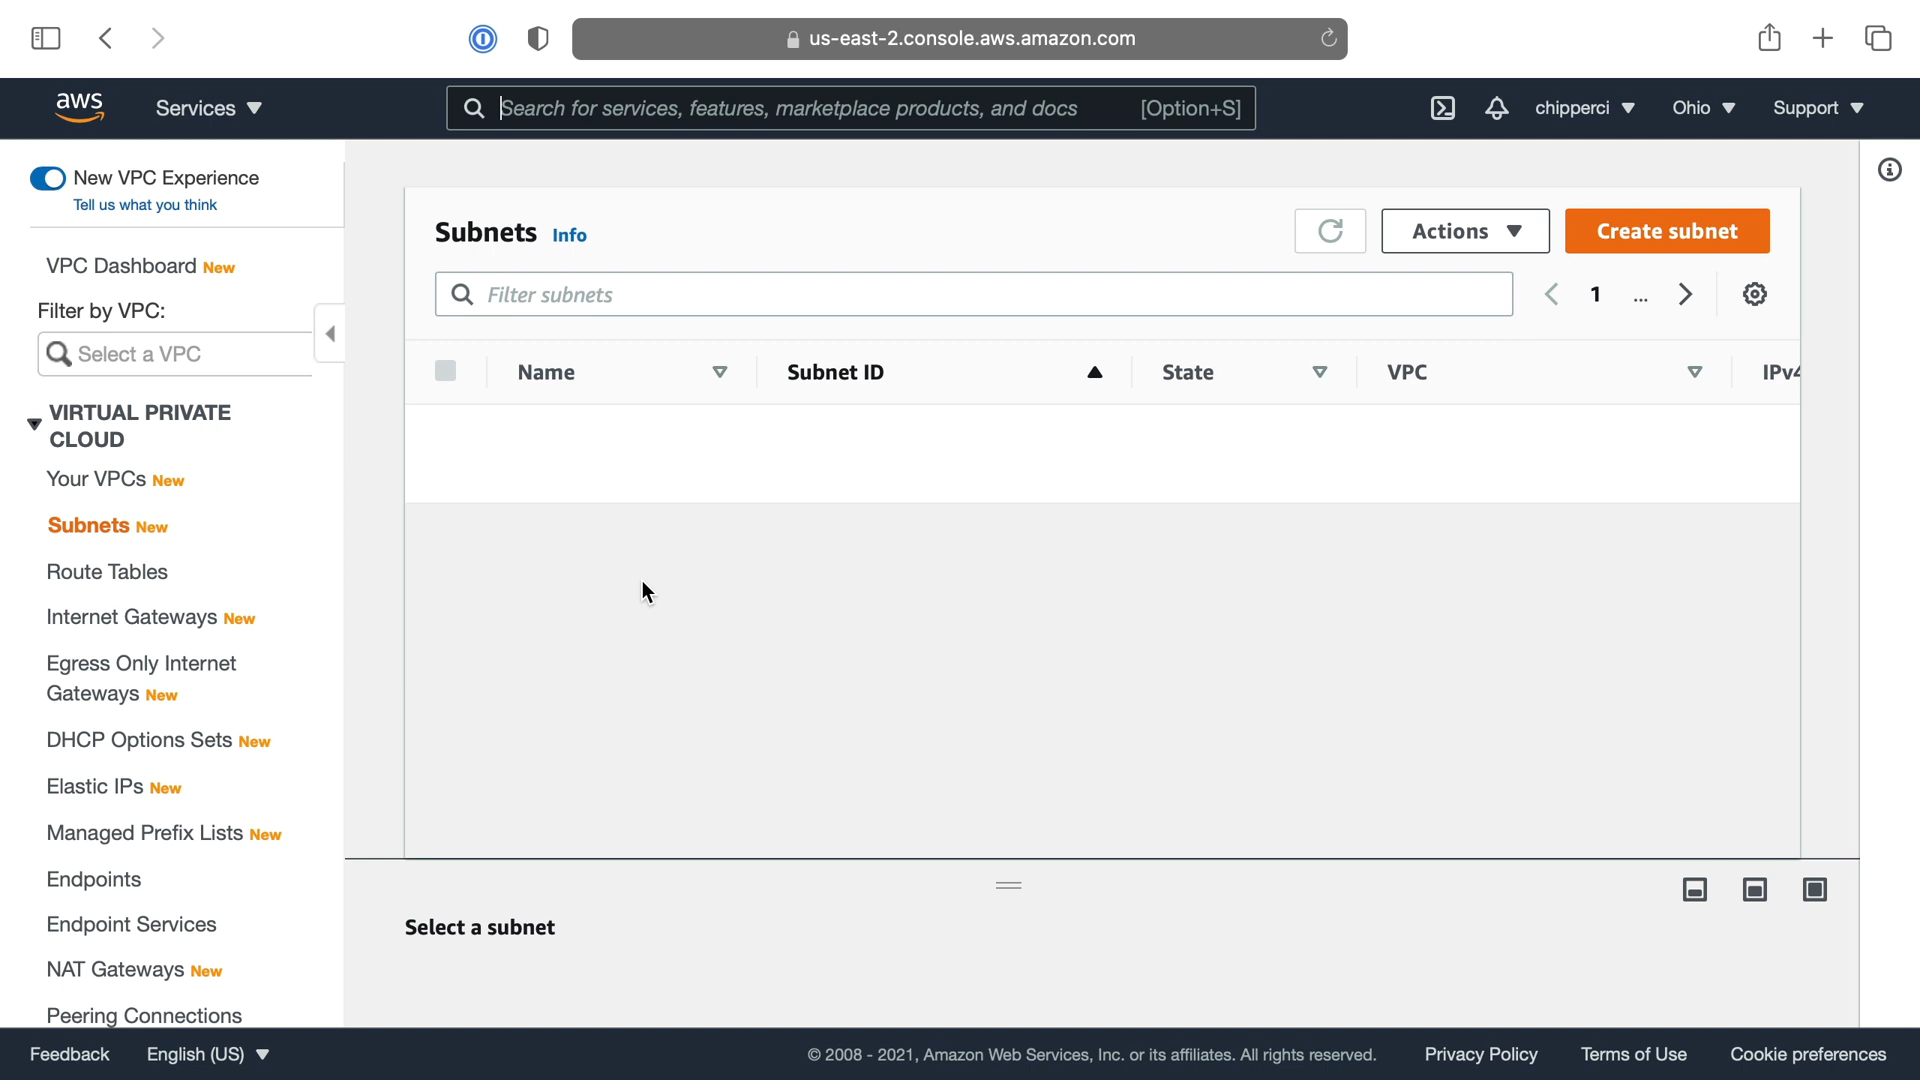 us-east-2.console.aws.amazon.com
aws
Services
Search for services, features, marketplace products, and docs
[Option+S]
chipperci
Ohio
Support
New VPC Experience
Tell us what you think
VPC Dashboard New
Filter by VPC:
Select a VPC
VIRTUAL PRIVATE
CLOUD
Your VPCs New
Subnets New
Route Tables
Internet Gateways New
Egress Only Internet
Gateways New
DHCP Options Sets New
Elastic IPs New
Managed Prefix Lists New
Endpoints
Endpoint Services
NAT Gateways New
Peering Connections
Subnets Info
Actions
Create subnet
Filter subnets
1 ...
Name
Subnet ID
State
VPC
IPv4
Select a subnet
Feedback
English (US)
© 2008 - 2021, Amazon Web Services, Inc. or its affiliates. All rights reserved.
Privacy Policy
Terms of Use
Cookie preferences